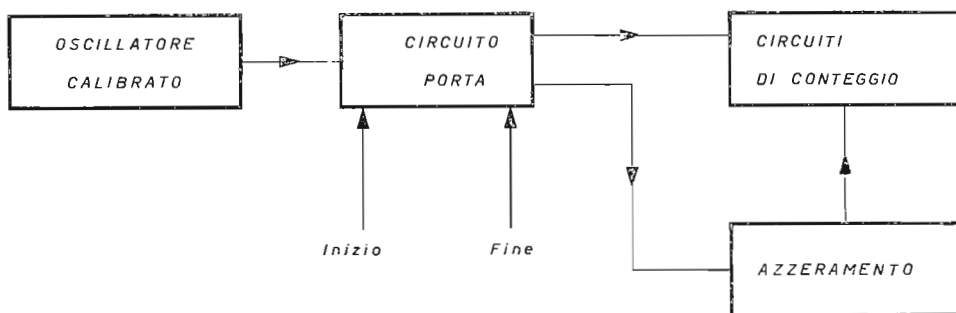 OSCILLATORE
CALIBRATO
CIRCUITO
PORTA
CIRCUITI
DI CONTEGGIO
Inizio
Fine
AZZERAMENTO